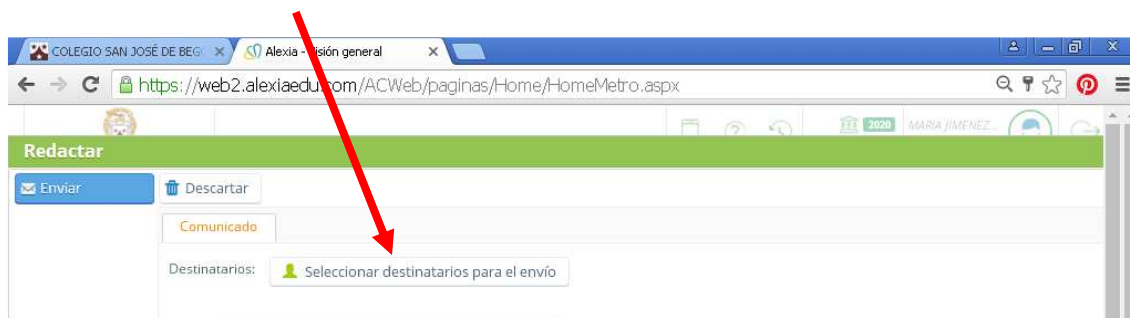 COLEGIO SAN JOSÉ DE BEG
Alexia - Visión general
https://web2.alexiaedu.com/ACWeb/paginas/Home/HomeMetro.aspx
2020 MARIA JIMENEZ...
Redactar
Enviar
Descartar
Comunicado
Destinatarios:
Seleccionar destinatarios para el envío